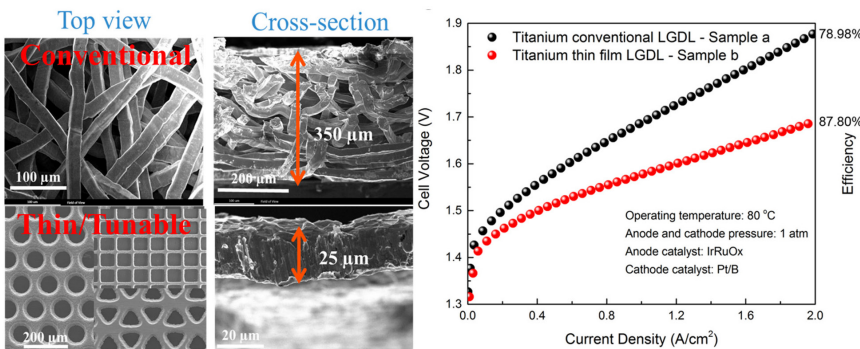 Top view
Cross-section
Conventional
100 µm
350 µm
200 µm
Thin/Tunable
200 µm
25 µm
20 µm
Cell Voltage (V)
1.9
1.8
1.7
1.6
1.5
1.4
1.3
Titanium conventional LGDL - Sample a
Titanium thin film LGDL - Sample b
78.98%
87.80%
Efficiency
Operating temperature: 80 °C
Anode and cathode pressure: 1 atm
Anode catalyst: IrRuOx
Cathode catalyst: Pt/B
0.0 0.4 0.8 1.2 1.6 2.0
Current Density (A/cm²)